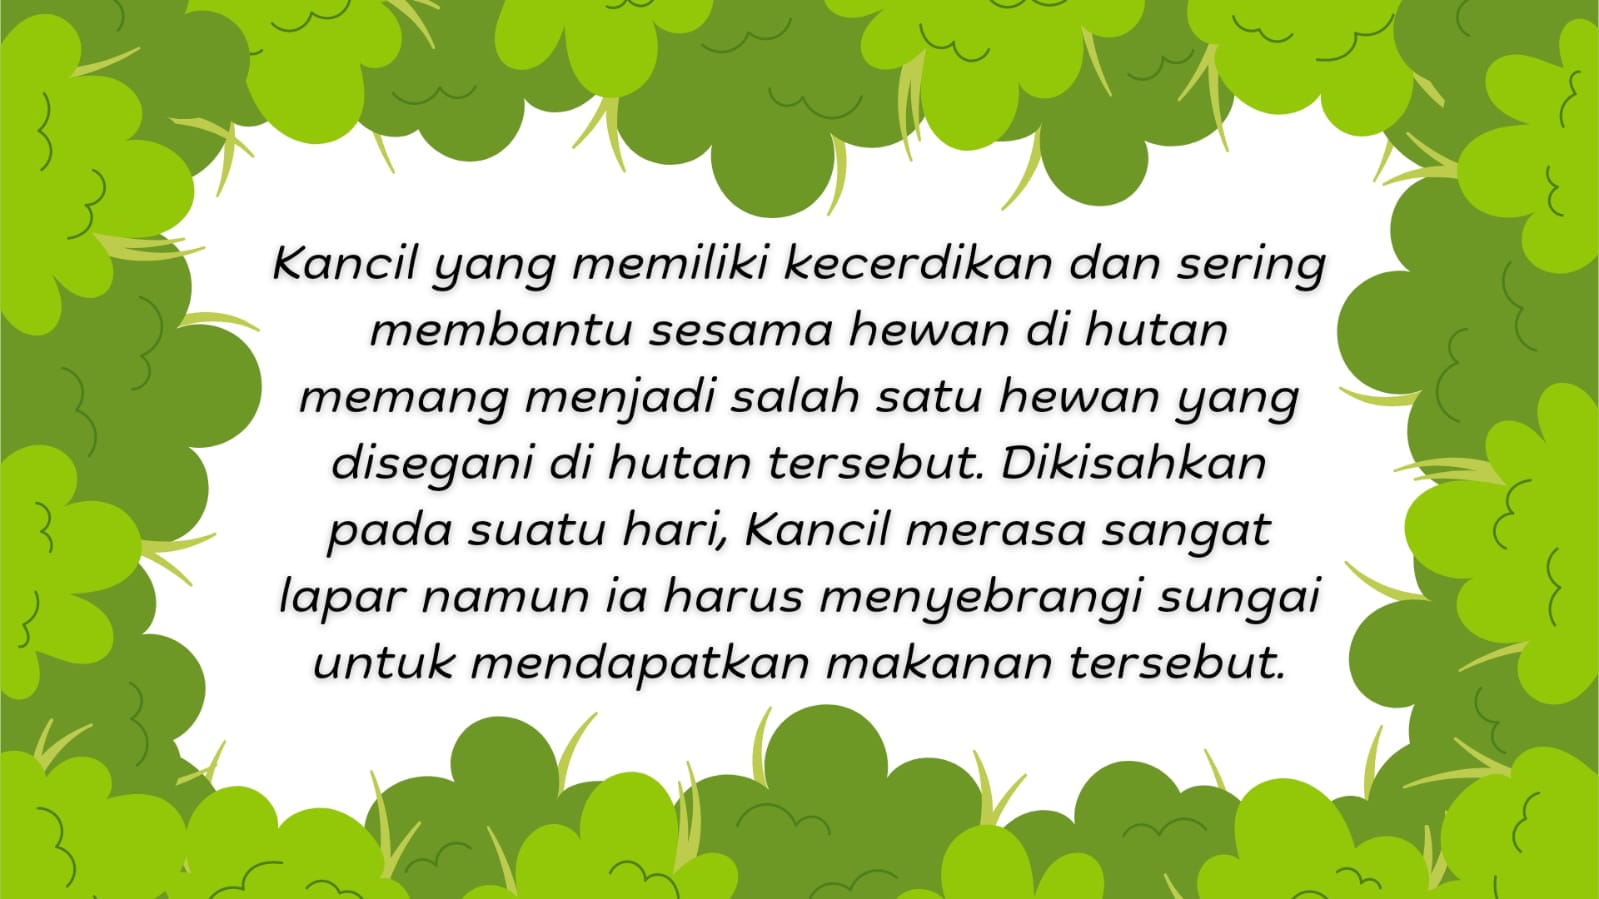 Kancil yang memiliki kecerdikan dan sering
membantu sesama hewan di hutan
memang menjadi salah satu hewan yang
disegani di hutan tersebut. Dikisahkan
pada suatu hari, Kancil merasa sangat
lapar namun ia harus menyebrangi sungai
untuk mendapatkan makanan tersebut.